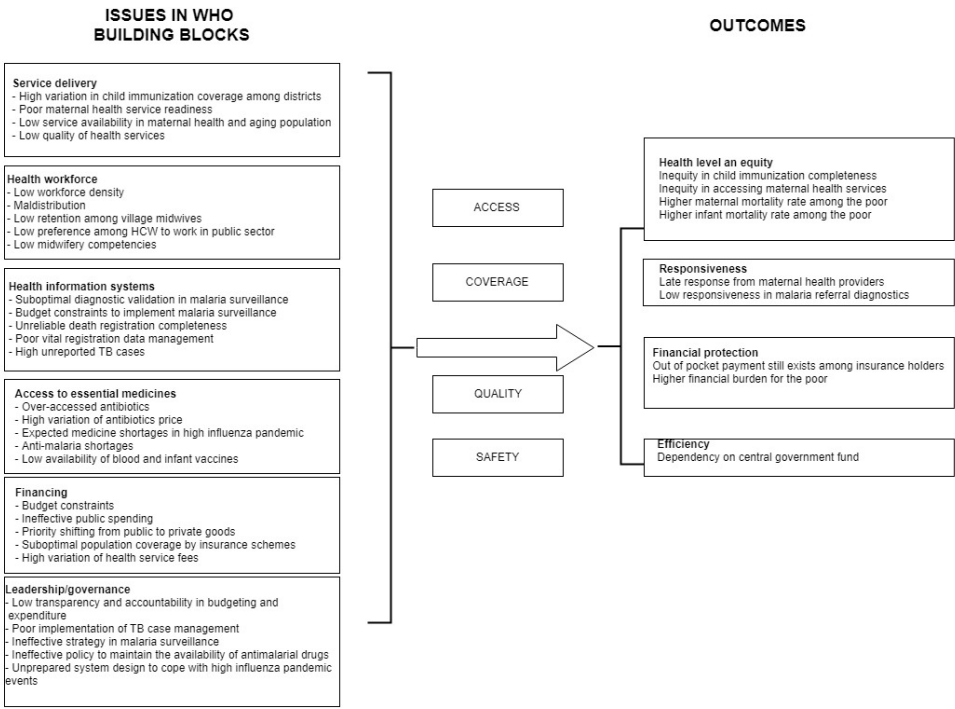 ISSUES IN WHO
BUILDING BLOCKS
Service delivery
- High variation in child immunization coverage among districts
- Poor maternal health service readiness
- Low service availability in maternal health and aging population
- Low quality of health services
Health workforce
- Low workforce density
- Maldistribution
- Low retention among village midwives
- Low preference among HCW to work in public sector
- Low midwifery competencies
Health information systems
- Suboptimal diagnostic validation in malaria surveillance
- Budget constraints to implement malaria surveillance
- Unreliable death registration completeness
- Poor vital registration data management
- High unreported TB cases
Access to essential medicines
- Over-accessed antibiotics
- High variation of antibiotics price
- Expected medicine shortages in high influenza pandemic
- Anti-malaria shortages
- Low availability of blood and infant vaccines
Financing
- Budget constraints
- Ineffective public spending
- Priority shifting from public to private goods
- Suboptimal population coverage by insurance schemes
- High variation of health service fees
Leadership/governance
- Low transparency and accountability in budgeting and
expenditure
- Poor implementation of TB case management
- Ineffective strategy in malaria surveillance
- Ineffective policy to maintain the availability of antimalarial drugs
- Unprepared system design to cope with high influenza pandemic
events
ACCESS
COVERAGE
QUALITY
SAFETY
OUTCOMES
Health level an equity
Inequity in child immunization completeness
Inequity in accessing maternal health services
Higher maternal mortality rate among the poor
Higher infant mortality rate among the poor
Responsiveness
Late response from maternal health providers
Low responsiveness in malaria referral diagnostics
Financial protection
Out of pocket payment still exists among insurance holders
Higher financial burden for the poor
Efficiency
Dependency on central government fund